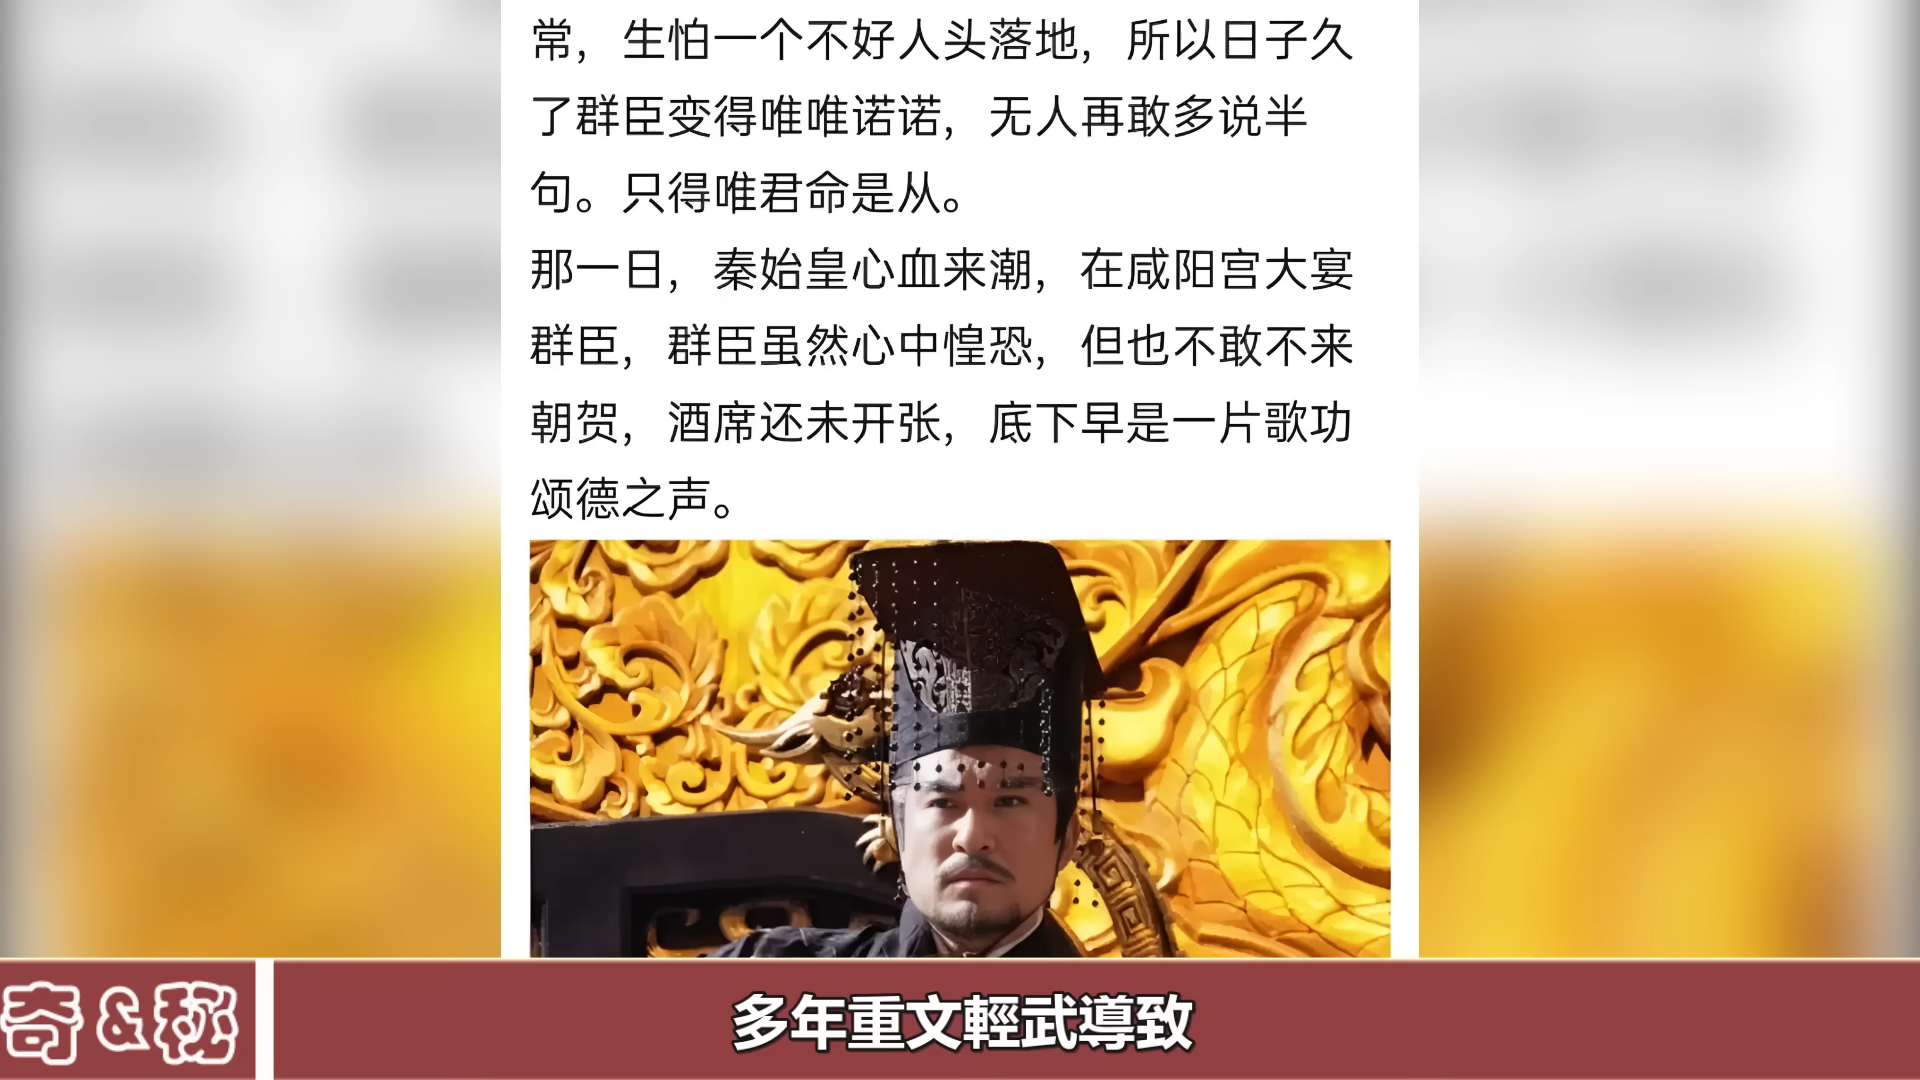 常，生怕一个不好人头落地，所以日子久
了群臣变得唯唯诺诺，无人再敢多说半
句。只得唯君命是从。
那一日，秦始皇心血来潮，在咸阳宫大宴
群臣，群臣虽然心中惶恐，但也不敢不来
朝贺，酒席还未开张，底下早是一片歌功
颂德之声。
奇&秘
多年重文輕武導致